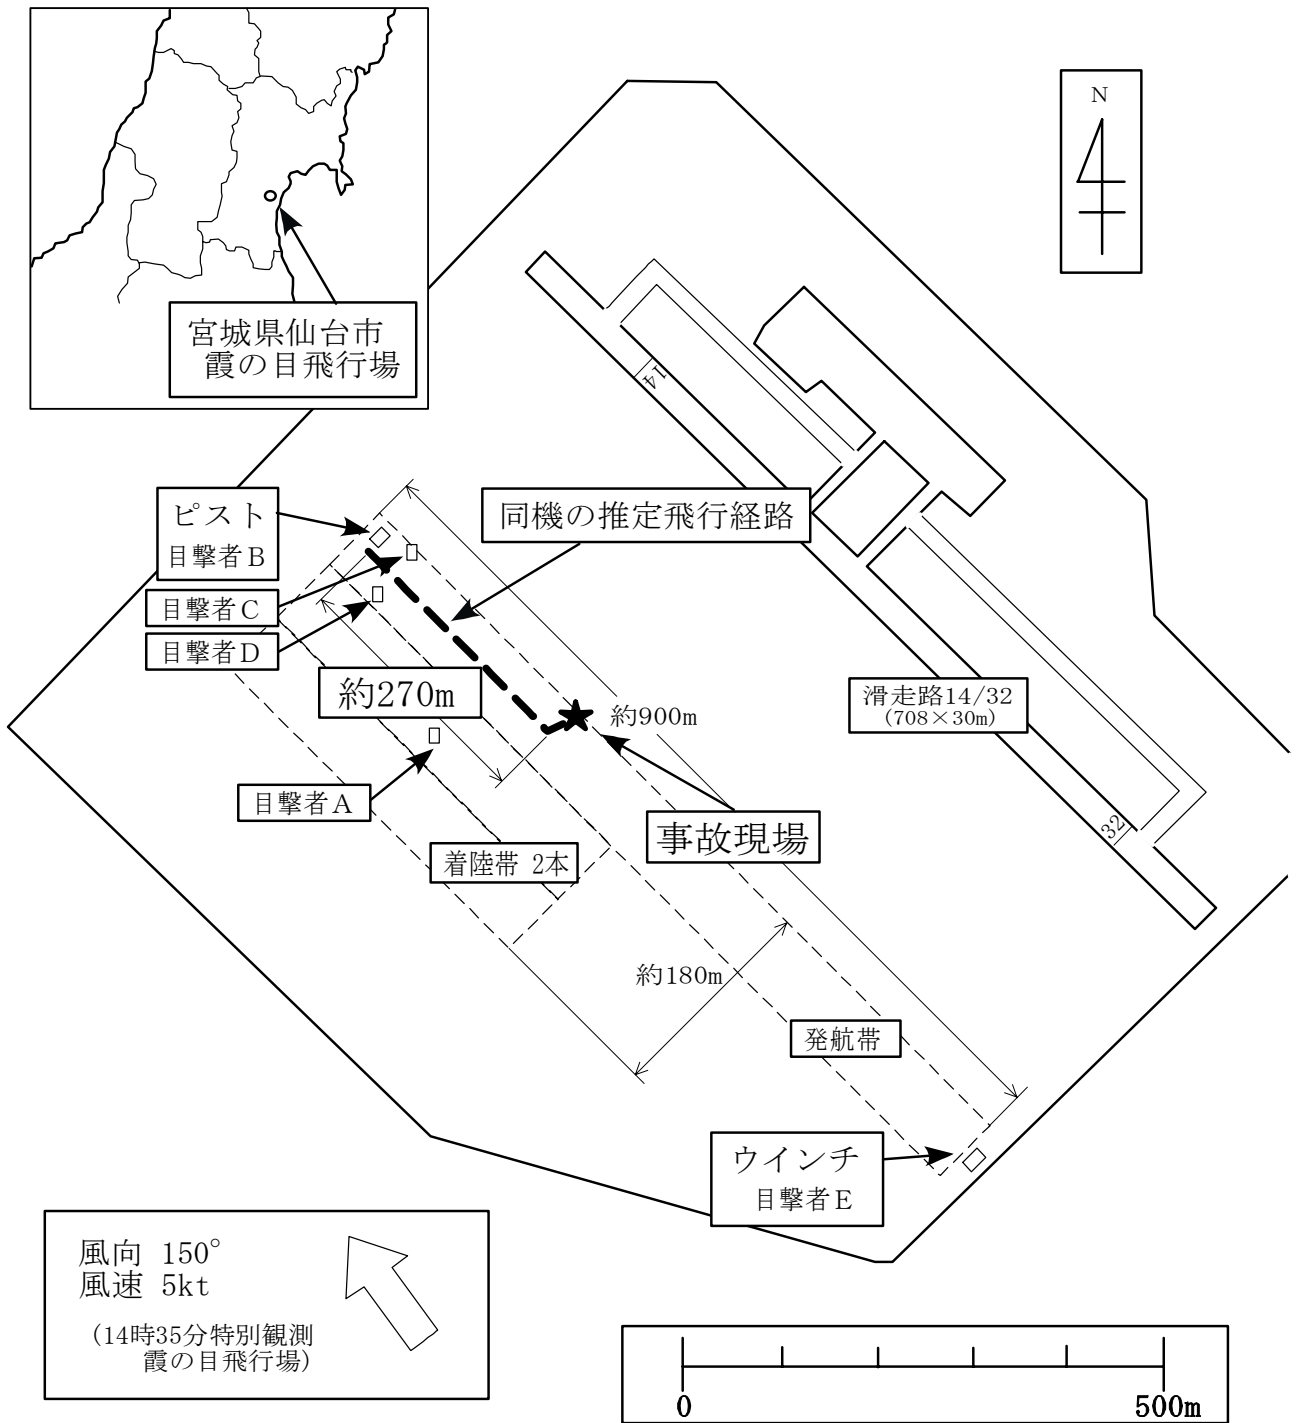 N
宮城県仙台市
霞の目飛行場
14
ピスト
目撃者B
同機の推定飛行経路
目撃者C
目撃者D
約270m
約900m
滑走路14/32
(708×30m)
目撃者A
事故現場
32
着陸帯 2本
約180m
発航帯
ウインチ
目撃者E
風向 150°
風速 5kt
(14時35分特別観測
霞の目飛行場)
0
500m